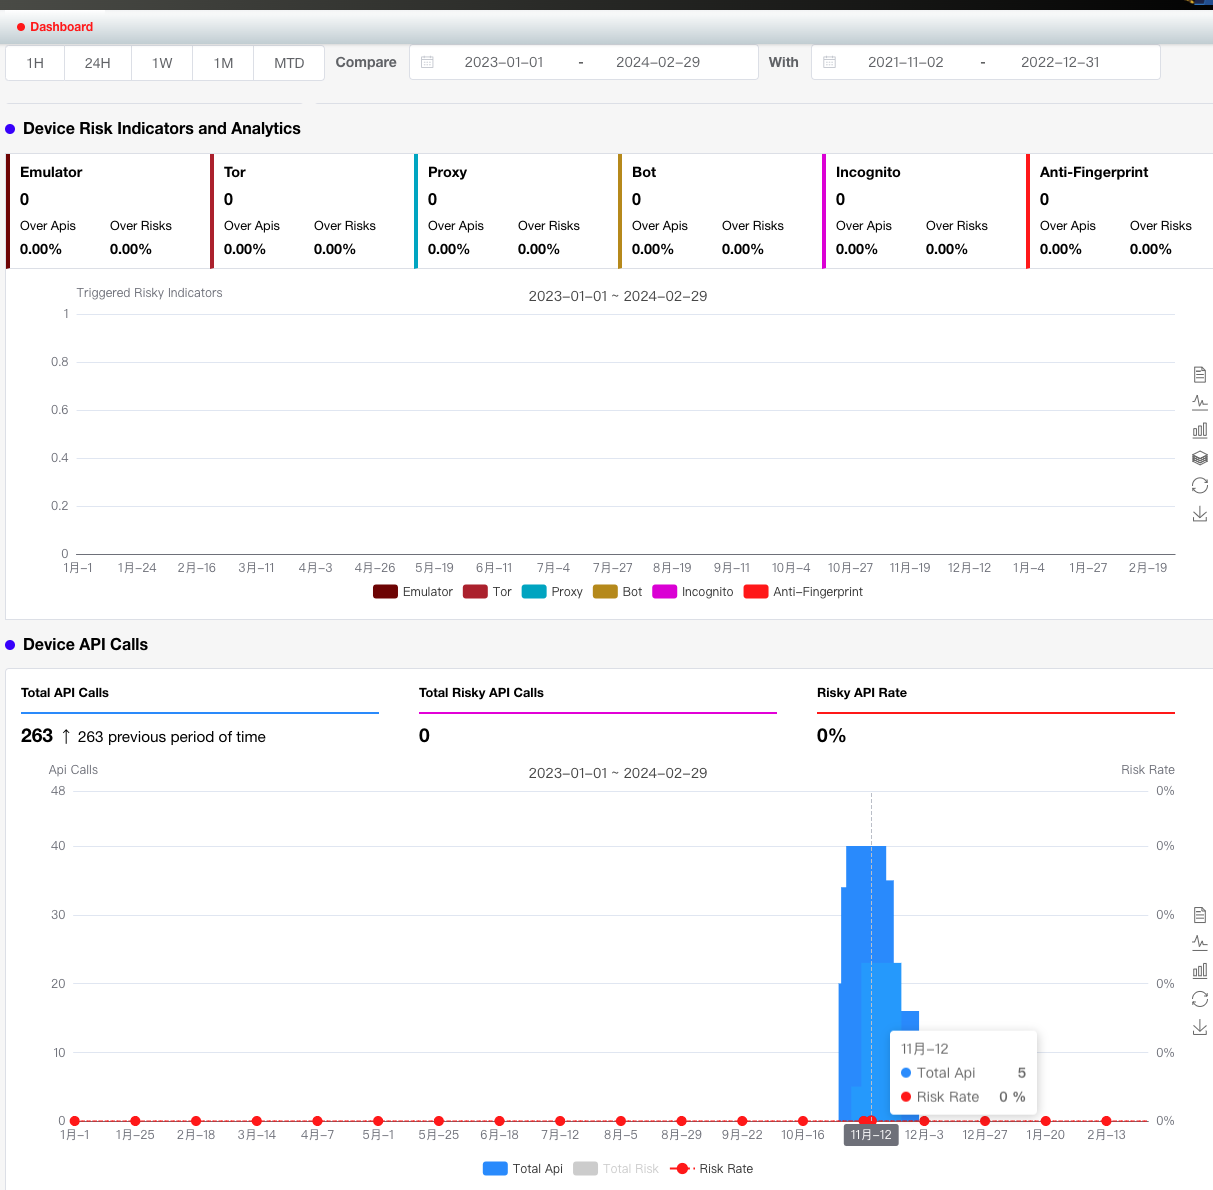 Dashboard
1H 24H 1W 1M MTD Compare 2023-01-01 - 2024-02-29 With 2021-11-02 - 2022-12-31
Device Risk Indicators and Analytics
Emulator Tor Proxy Bot Incognito Anti-Fingerprint
0 0 0 0 0 0
Over Apis Over Risks Over Apis Over Risks Over Apis Over Risks Over Apis Over Risks Over Apis Over Risks Over Apis Over Risks
0.00% 0.00% 0.00% 0.00% 0.00% 0.00% 0.00% 0.00% 0.00% 0.00% 0.00% 0.00%
Triggered Risky Indicators 2023-01-01 ~ 2024-02-29
1
0.8
0.6
0.4
0.2
0
1月-1 1月-24 2月-16 3月-11 4月-3 4月-26 5月-19 6月-11 7月-4 7月-27 8月-19 9月-11 10月-4 10月-27 11月-19 12月-12 1月-4 1月-27 2月-19
Emulator Tor Proxy Bot Incognito Anti-Fingerprint
Device API Calls
Total API Calls Total Risky API Calls Risky API Rate
263 ↑ 263 previous period of time 0 0%
Api Calls 2023-01-01 ~ 2024-02-29 Risk Rate
48 0%
40 0%
30 0%
20 0%
10 0%
11月-12
Total Api 5
Risk Rate 0 %
0 0%
1月-1 1月-25 2月-18 3月-14 4月-7 5月-1 5月-25 6月-18 7月-12 8月-5 8月-29 9月-22 10月-16 11月-12 12月-3 12月-27 1月-20 2月-13
Total Api Total Risk Risk Rate